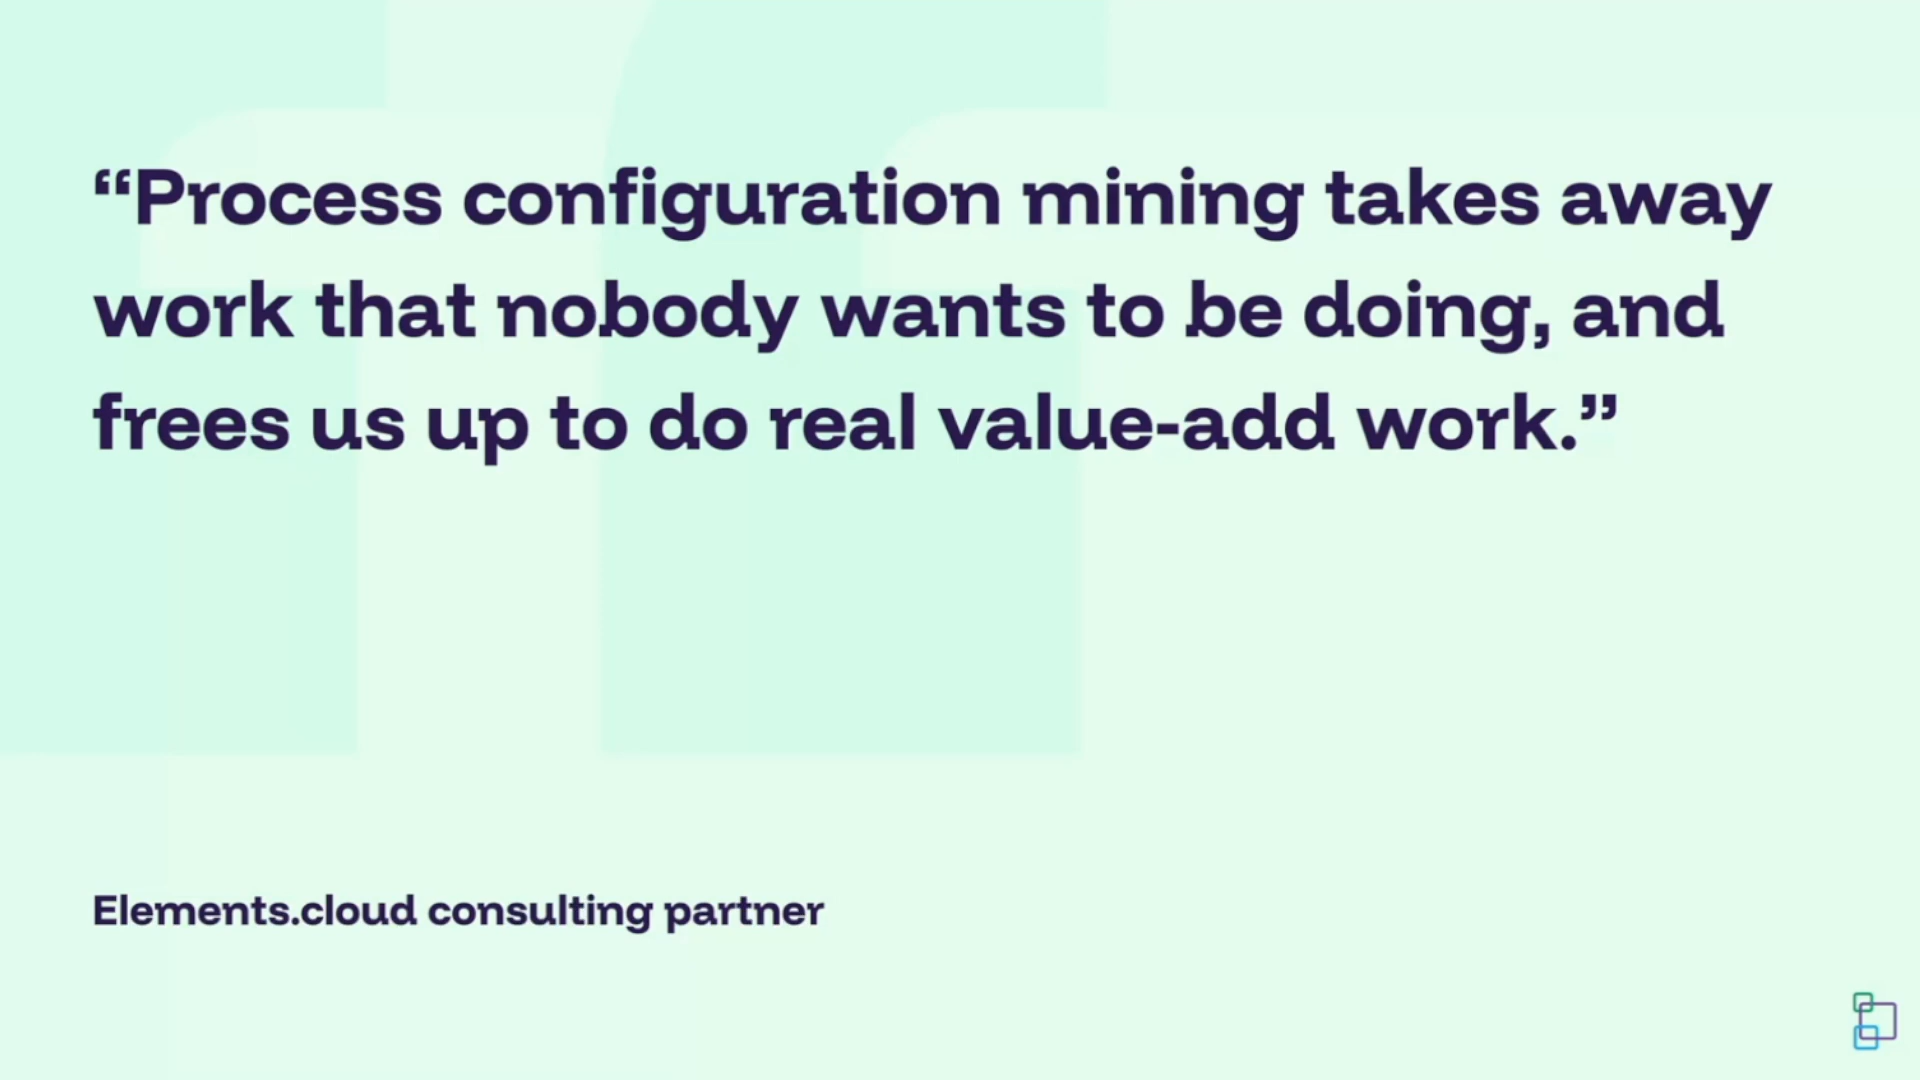 “Process configuration mining takes away
work that nobody wants to be doing, and
frees us up to do real value-add work.”
Elements.cloud consulting partner